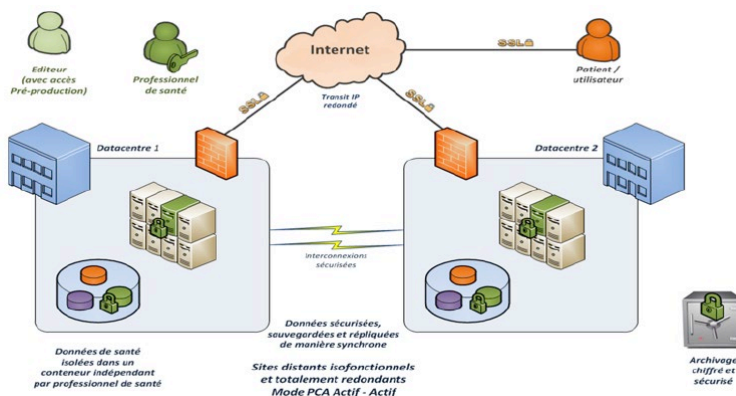 Editeur
(avec accès
Pré-production)
Professionnel
de santé
Internet
SSL
Patient /
utilisateur
Transit IP
redondé
SSL
SSL
Datacentre 1
Datacentre 2
Interconnexions
sécurisées
Données sécurisées,
sauvegardées et répliquées
de manière synchrone
Données de santé
isolées dans un
conteneur indépendant
par professionnel de santé
Sites distants isofonctionnels
et totalement redondants
Mode PCA Actif - Actif
Archivage
chiffré et
sécurisé